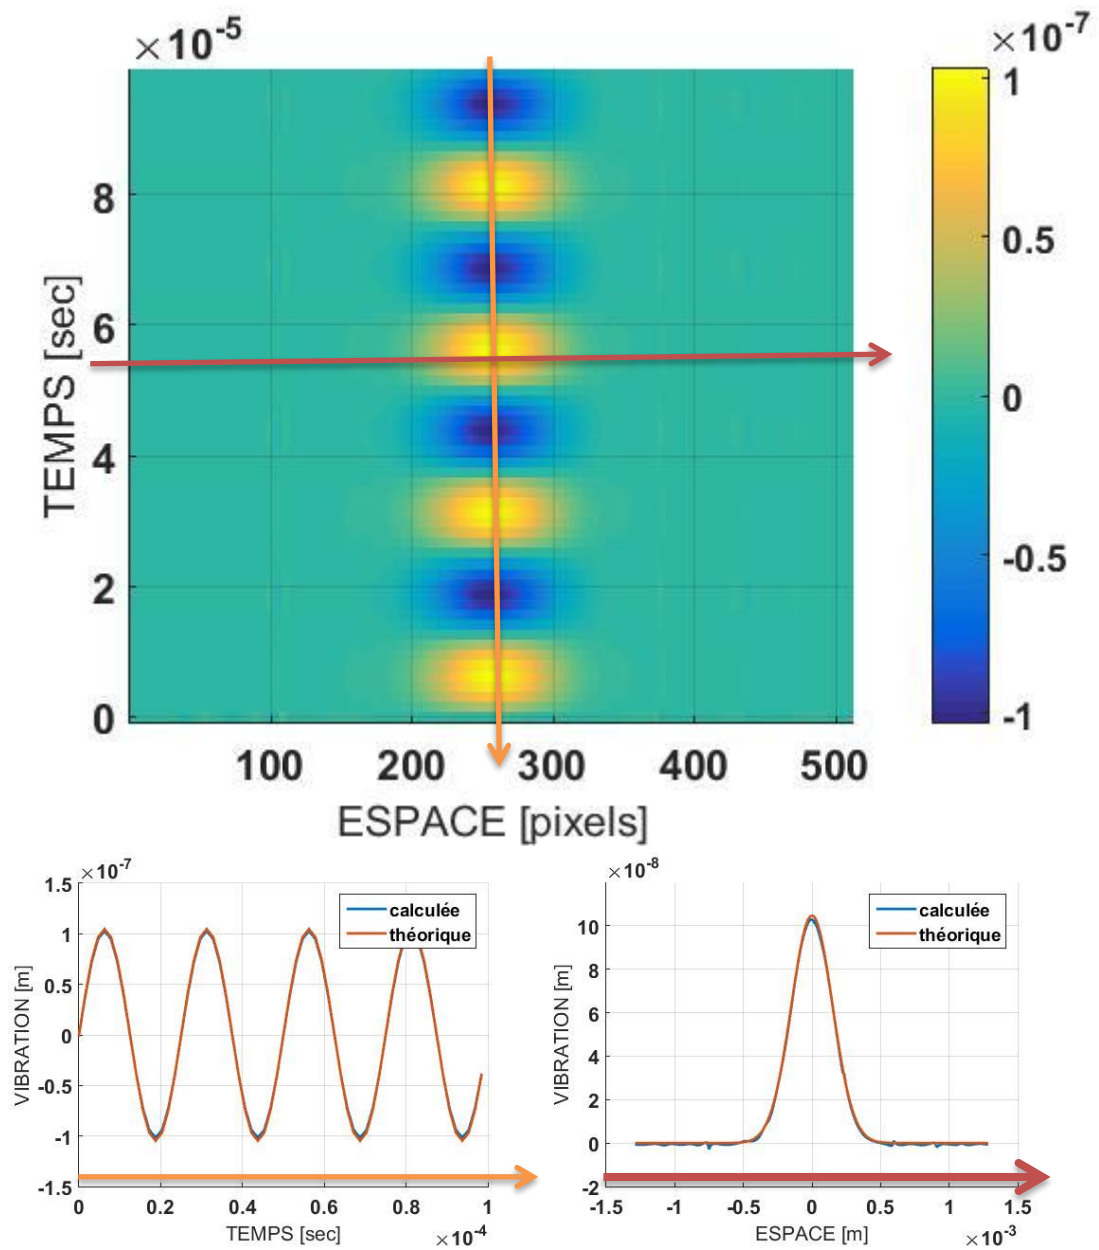 ×10-5
×10-7
1
8
0.5
6
TEMPS [sec]
0
4
-0.5
2
0
-1
100 200 300 400 500
ESPACE [pixels]
×10-7
1.5
calculée
théorique
1
0.5
0
-0.5
-1
-1.5
VIBRATION [m]
0 0.2 0.4 0.6 0.8 1
TEMPS [sec]
×10-4
×10-8
calculée
théorique
10
8
6
4
2
0
-2
VIBRATION [m]
-1.5 -1 -0.5 0 0.5 1 1.5
ESPACE [m]
×10-3